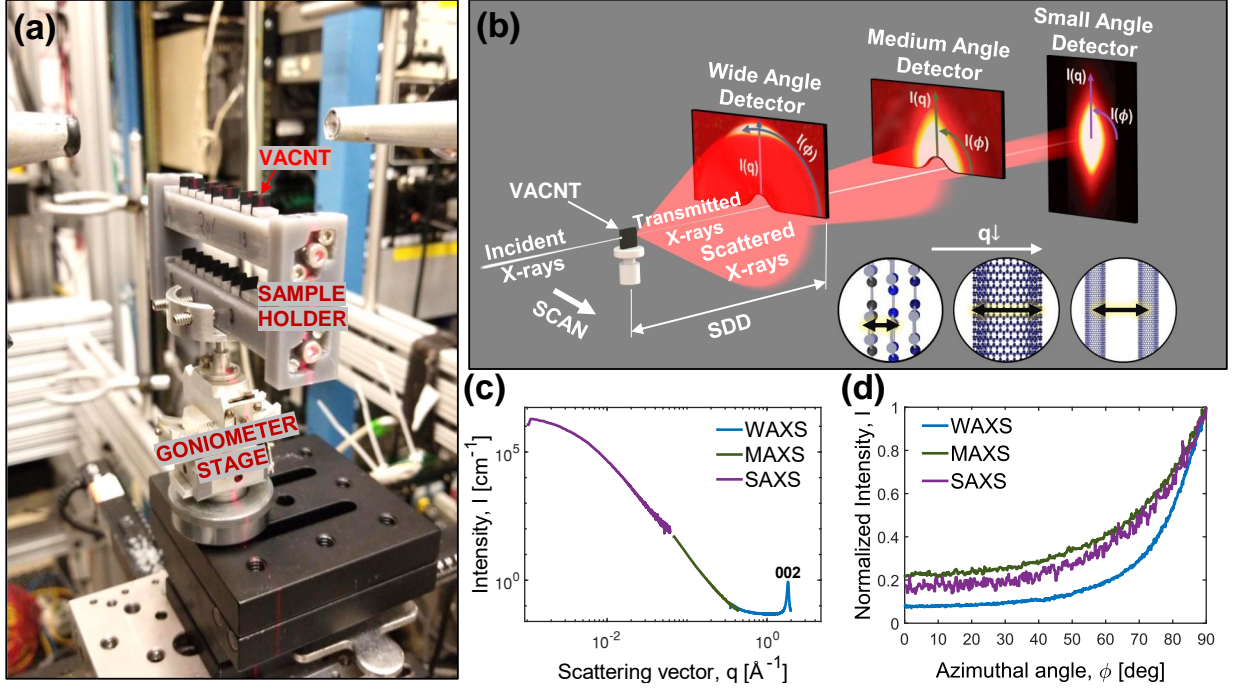 (a)
VACNT
SAMPLE
HOLDER
GONIOMETER
STAGE
(b)
Wide Angle
Detector
Medium Angle
Detector
Small Angle
Detector
I(q)
I(ϕ)
I(q)
I(ϕ)
I(q)
I(ϕ)
VACNT
Incident
X-rays
Transmitted
X-rays
Scattered
X-rays
SCAN
SDD
q↓
(c)
Intensity, I [cm⁻¹]
10⁵
10⁰
10⁻²
10⁰
WAXS
MAXS
SAXS
002
Scattering vector, q [Å⁻¹]
(d)
Normalized Intensity, I
1
0.8
0.6
0.4
0.2
0
WAXS
MAXS
SAXS
0 10 20 30 40 50 60 70 80 90
Azimuthal angle, ϕ [deg]